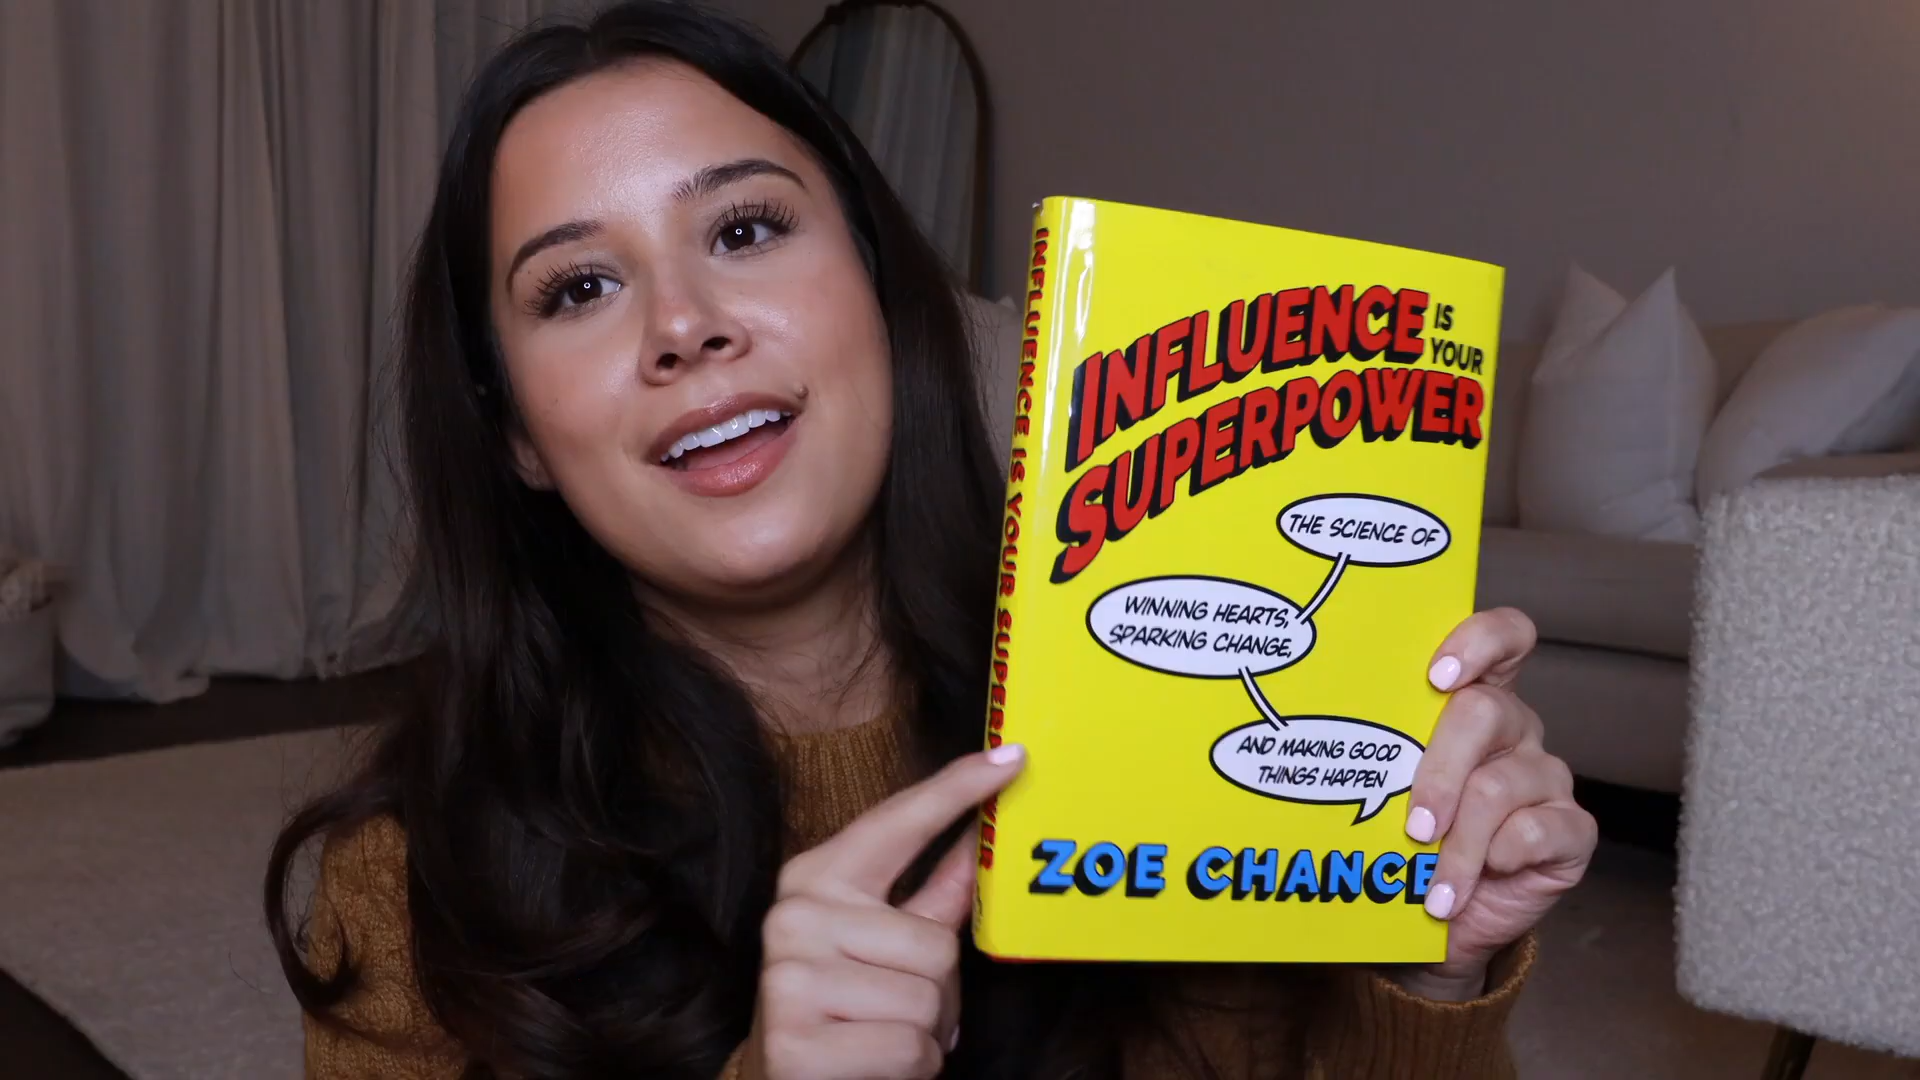 INFLUENCE IS YOUR SUPERPOWER
INFLUENCE
IS
YOUR
SUPERPOWER
THE SCIENCE OF
WINNING HEARTS,
SPARKING CHANGE,
AND MAKING GOOD
THINGS HAPPEN
ZOE CHANCE